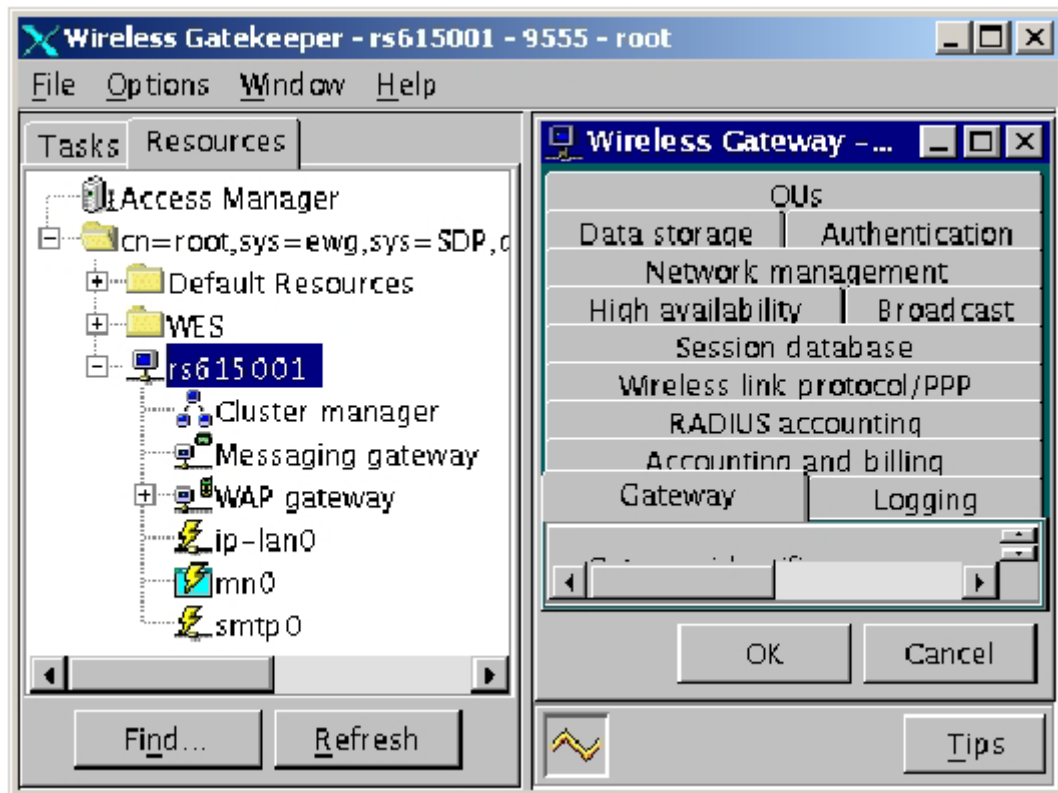 Wireless Gatekeeper - rs615001 - 9555 - root
File Options Window Help
Tasks Resources
Access Manager
cn=root,sys=ewg,sys=SDP,
Default Resources
WES
rs615001
Cluster manager
Messaging gateway
WAP gateway
ip-lan0
mn0
smtp0
Find... Refresh
Wireless Gateway -...
OUs
Data storage Authentication
Network management
High availability Broadcast
Session database
Wireless link protocol/PPP
RADIUS accounting
Accounting and billing
Gateway Logging
OK Cancel
Tips